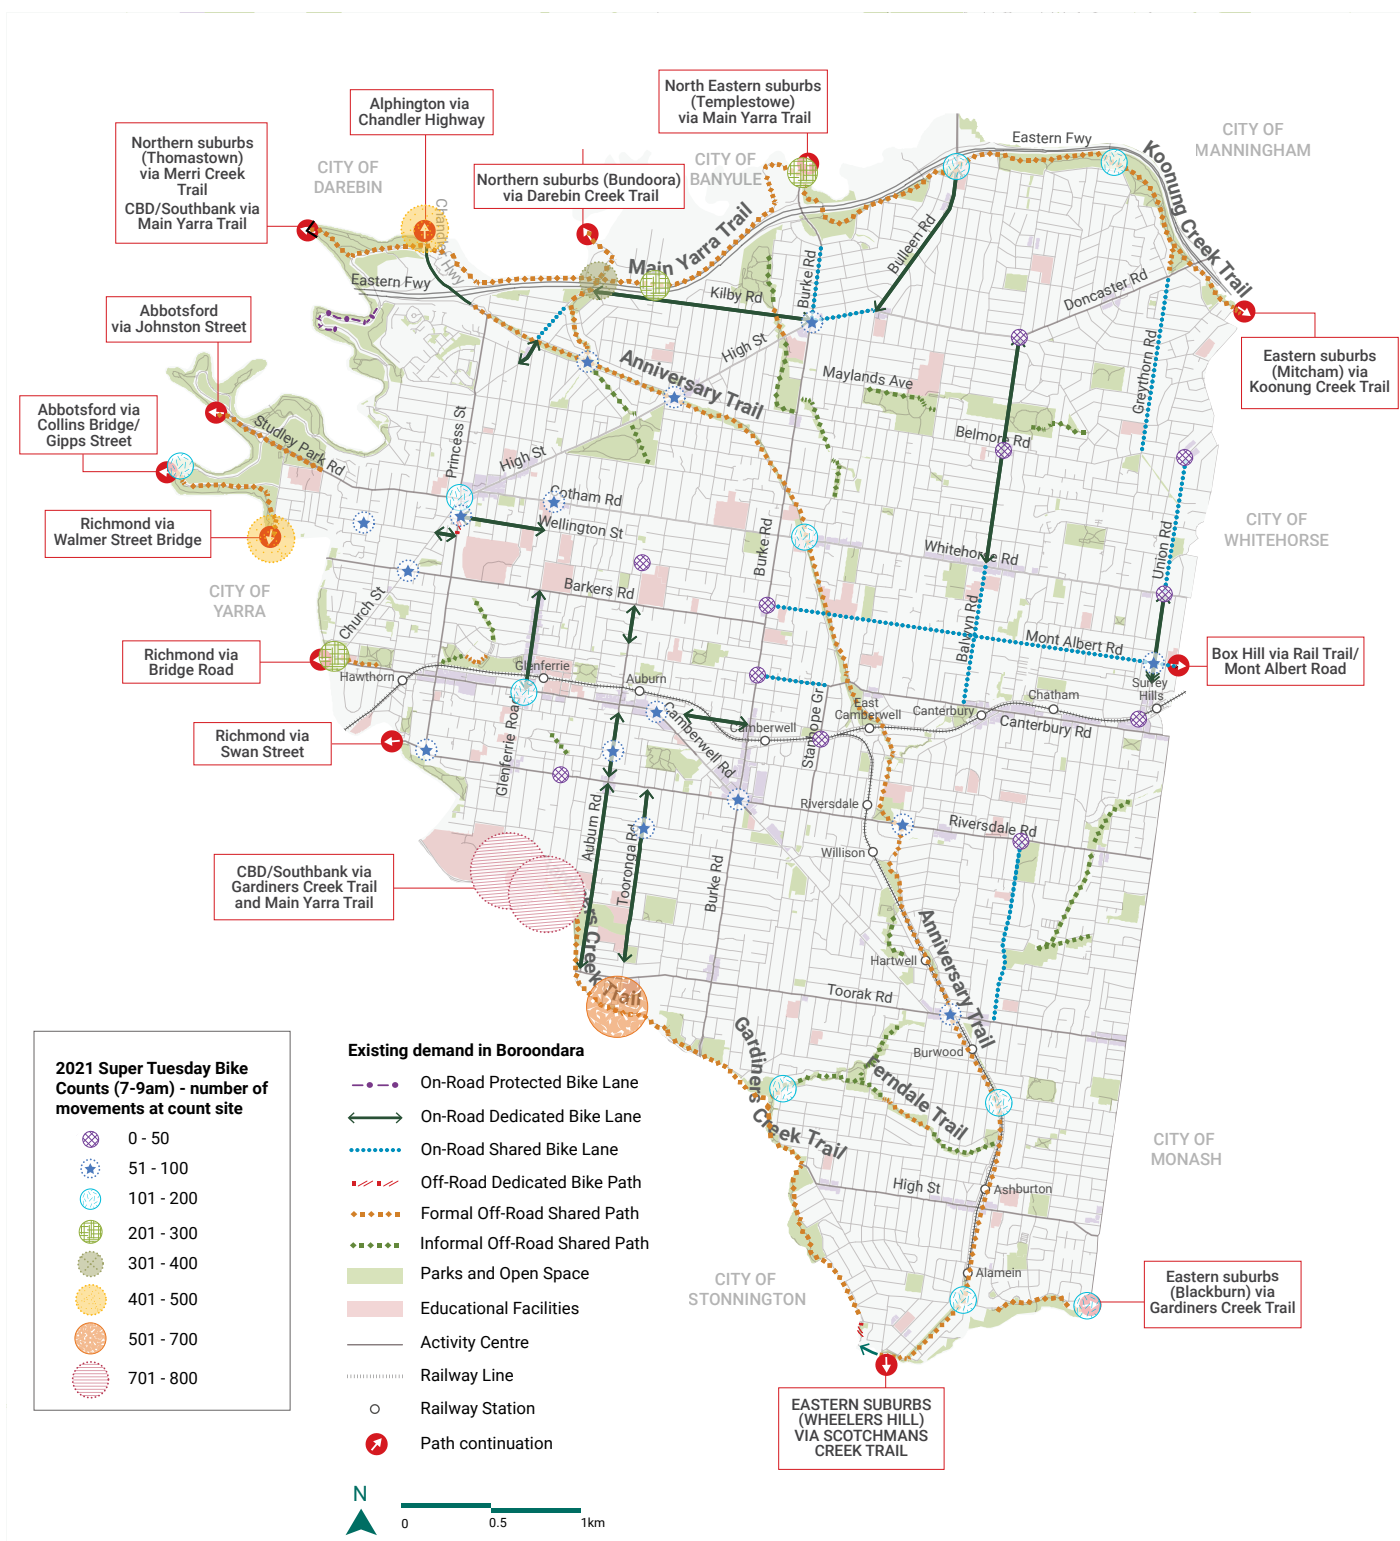 North Eastern suburbs
(Templestowe)
via Main Yarra Trail
Alphington via
Chandler Highway
Northern suburbs
(Thomastown)
via Merri Creek
Trail
CBD/Southbank via
Main Yarra Trail
CITY OF
DAREBIN
Northern suburbs (Bundoora)
via Darebin Creek Trail
CITY OF
BANYULE
Eastern Fwy
CITY OF
MANNINGHAM
Koonung Creek Trail
Chandler Hwy
Main Yarra Trail
Eastern Fwy
Burke Rd
Bulleen Rd
Kilby Rd
Doncaster Rd
Abbotsford
via Johnston Street
High St
Anniversary Trail
Maylands Ave
Greythorn Rd
Eastern suburbs
(Mitcham) via
Koonung Creek Trail
Abbotsford via
Collins Bridge/
Gipps Street
Studley Park Rd
Princess St
High St
Belmore Rd
Cotham Rd
Wellington St
Richmond via
Walmer Street Bridge
Burke Rd
Whitehorse Rd
Union Rd
CITY OF
WHITEHORSE
CITY OF
YARRA
Church St
Barkers Rd
Balwyn Rd
Mont Albert Rd
Richmond via
Bridge Road
Hawthorn
Glenferrie
Auburn
Box Hill via Rail Trail/
Mont Albert Road
Surrey
Hills
Chatham
Canterbury
Canterbury Rd
East
Camberwell
Camberwell
Stanhope Gr
Camberwell Rd
Glenferrie Road
Richmond via
Swan Street
Riversdale
Riversdale Rd
Willison
Auburn Rd
Tooronga Rd
Burke Rd
CBD/Southbank via
Gardiners Creek Trail
and Main Yarra Trail
ers Creek Trail
Hartwell
Anniversary Trail
Toorak Rd
Burwood
Gardiners Creek Trail
Ferndale Trail
CITY OF
MONASH
High St
Ashburton
Alamein
CITY OF
STONNINGTON
Eastern suburbs
(Blackburn) via
Gardiners Creek Trail
EASTERN SUBURBS
(WHEELERS HILL)
VIA SCOTCHMANS
CREEK TRAIL
2021 Super Tuesday Bike
Counts (7-9am) - number of
movements at count site
0 - 50
51 - 100
101 - 200
201 - 300
301 - 400
401 - 500
501 - 700
701 - 800
Existing demand in Boroondara
On-Road Protected Bike Lane
On-Road Dedicated Bike Lane
On-Road Shared Bike Lane
Off-Road Dedicated Bike Path
Formal Off-Road Shared Path
Informal Off-Road Shared Path
Parks and Open Space
Educational Facilities
Activity Centre
Railway Line
Railway Station
Path continuation
N
0
0.5
1km